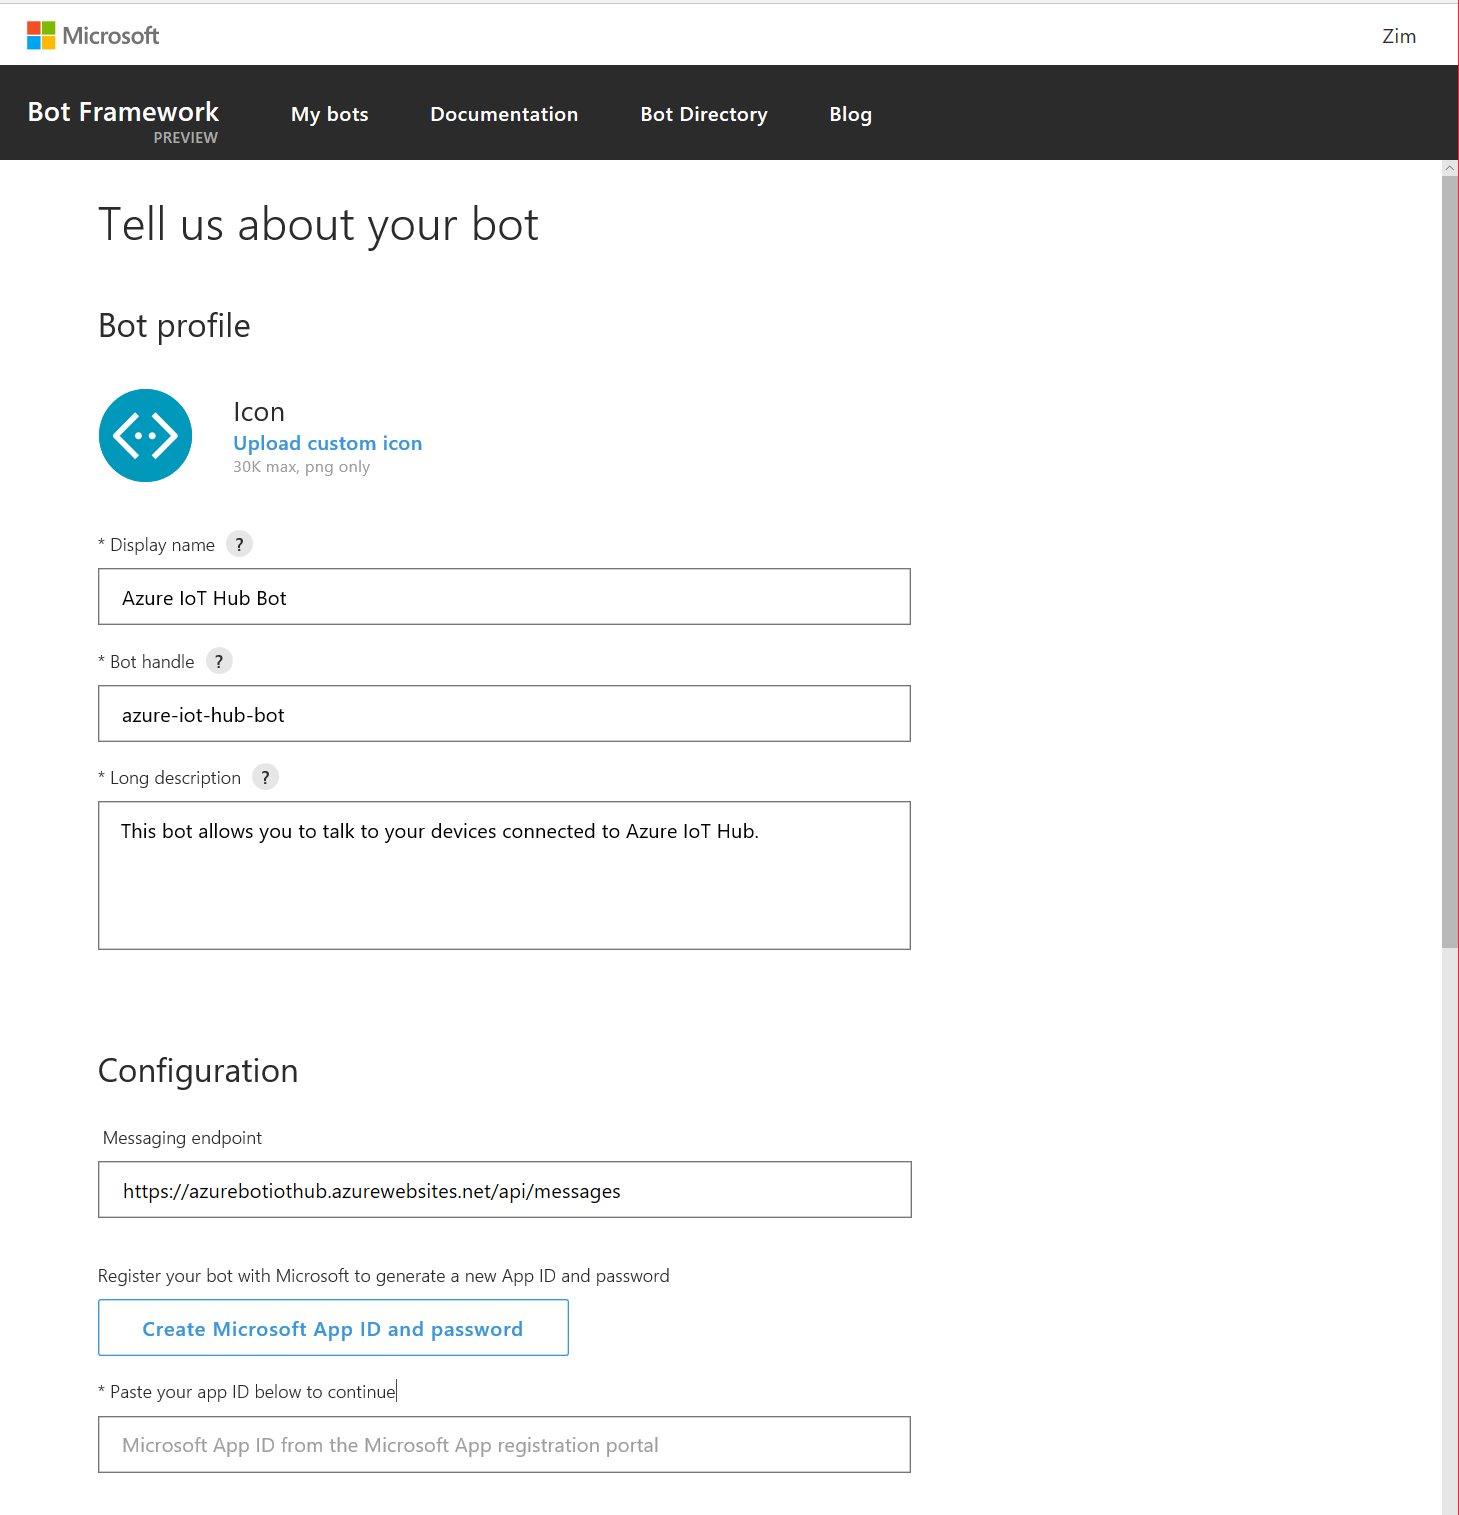 Microsoft
Zim
Bot Framework
PREVIEW
My bots
Documentation
Bot Directory
Blog
Tell us about your bot
Bot profile
Icon
Upload custom icon
30K max, png only
* Display name ?
Azure IoT Hub Bot
* Bot handle ?
azure-iot-hub-bot
* Long description ?
This bot allows you to talk to your devices connected to Azure IoT Hub.
Configuration
Messaging endpoint
https://azurebotiothub.azurewebsites.net/api/messages
Register your bot with Microsoft to generate a new App ID and password
Create Microsoft App ID and password
* Paste your app ID below to continue
Microsoft App ID from the Microsoft App registration portal